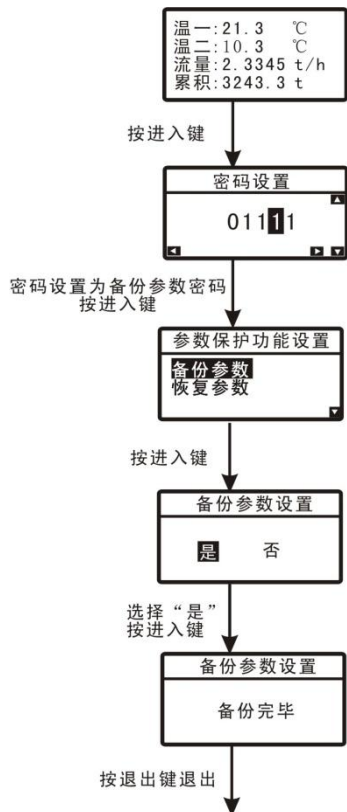 温一:21.3 ℃
温二:10.3 ℃
流量:2.3345 t/h
累积:3243.3 t
按进入键
密码设置
01111
密码设置为备份参数密码
按进入键
参数保护功能设置
备份参数
恢复参数
按进入键
备份参数设置
是 否
选择“是”
按进入键
备份参数设置
备份完毕
按退出键退出